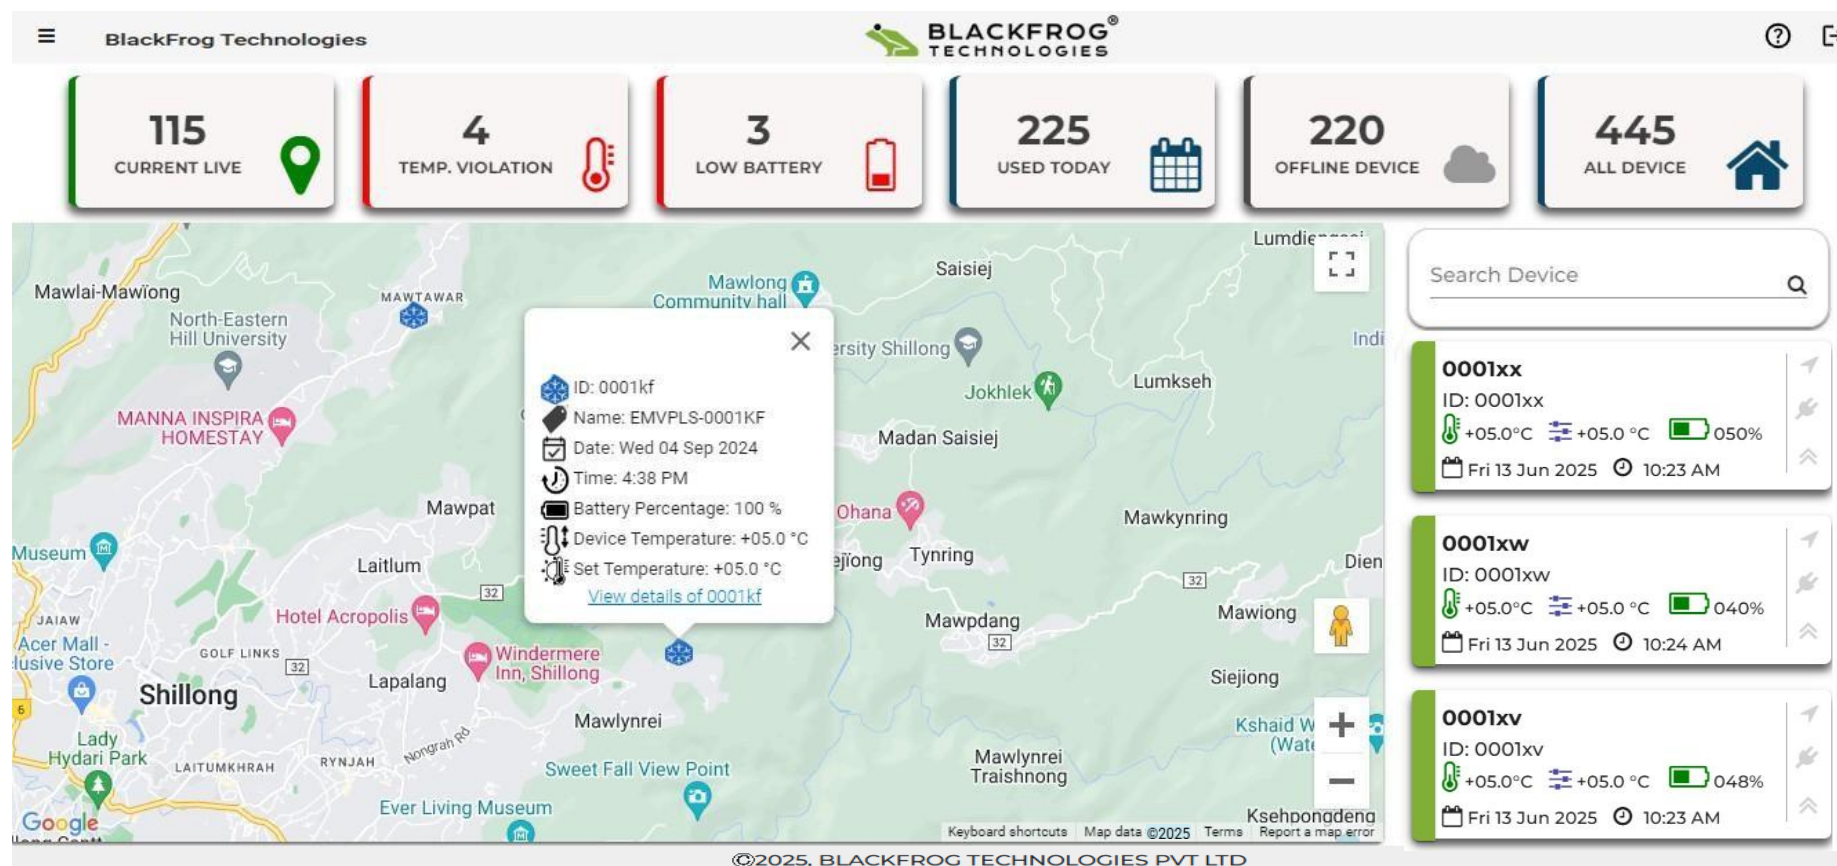 BlackFrog Technologies
BLACKFROG®
TECHNOLOGIES
115
CURRENT LIVE
4
TEMP. VIOLATION
3
LOW BATTERY
225
USED TODAY
220
OFFLINE DEVICE
445
ALL DEVICE
Mawlai-Mawïong
North-Eastern
Hill University
MAWTAWAR
Mawlong
Community hall
Saisiej
ersity Shillong
Jokhlek
Lumkseh
Indi
MANNA INSPIRA
HOMESTAY
Madan Saisiej
Mawpat
Ohana
Mawkynring
Museum
Laitlum
ejïong
Tynring
Dien
32
32
Hotel Acropolis
JAIAW
Acer Mall -
lusive Store
GOLF LINKS
32
Shillong
Lapalang
Windermere
Inn, Shillong
Mawpdang
32
Mawiong
Siejiong
6
Lady
Hydari Park
LAITUMKHRAH
RYNJAH
Nongrah Rd
Mawlynrei
Sweet Fall View Point
Ever Living Museum
Mawlynrei
Traishnong
Kshaid W
(Wate
Ksehpongdeng
Google
Keyboard shortcuts
Map data ©2025
Terms
Report a map error
ID: 0001kf
Name: EMVPLS-0001KF
Date: Wed 04 Sep 2024
Time: 4:38 PM
Battery Percentage: 100 %
Device Temperature: +05.0 °C
Set Temperature: +05.0 °C
View details of 0001kf
Search Device
0001xx
ID: 0001xx
+05.0°C +05.0 °C 050%
Fri 13 Jun 2025 10:23 AM
0001xw
ID: 0001xw
+05.0°C +05.0 °C 040%
Fri 13 Jun 2025 10:24 AM
0001xv
ID: 0001xv
+05.0°C +05.0 °C 048%
Fri 13 Jun 2025 10:23 AM
©2025, BLACKFROG TECHNOLOGIES PVT LTD